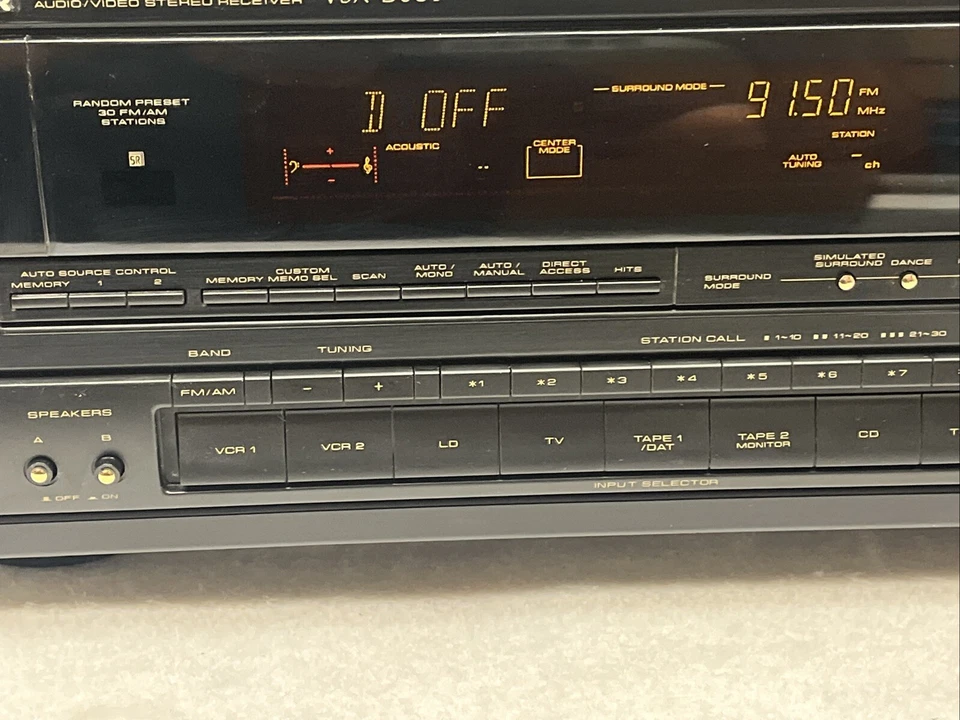 AUDIO/VIDEO STEREO RECEIVER
RANDOM PRESET
30 FM/AM
STATIONS
SR
D OFF
ACOUSTIC
+
−
--
CENTER
MODE
SURROUND MODE
91.50 FM
MHz
STATION
AUTO
TUNING
- ch
AUTO SOURCE CONTROL
MEMORY 1 2
MEMORY
CUSTOM
MEMO SEL
SCAN
AUTO /
MONO
AUTO /
MANUAL
DIRECT
ACCESS
HITS
SURROUND
MODE
SIMULATED
SURROUND
DANCE
BAND
TUNING
STATION CALL ■ 1~10 ■■ 11~20 ■■■ 21~30
FM/AM
− +
*1 *2 *3 *4 *5 *6 *7
SPEAKERS
A B
OFF ON
VCR 1
VCR 2
LD
TV
TAPE 1
/DAT
TAPE 2
MONITOR
CD
INPUT SELECTOR